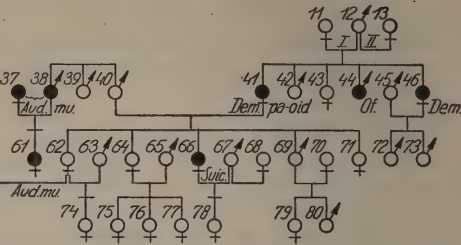 11 12 13
I II.
37 38 39 40 41 42 43 44 45 46
Aud. mu. Dem. pa-oid Of. Dem.
61 62 63 64 65 66 67 68 69 70 71 72 73
Suic.
Aud.mu.
74 75 76 77 78 79 80